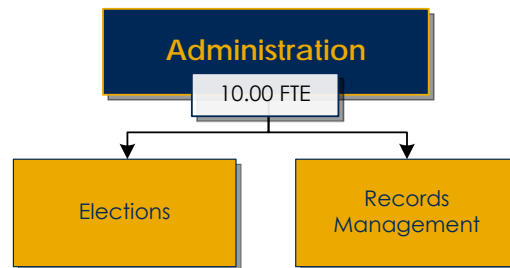 Administration
10.00 FTE
Elections
Records
Management